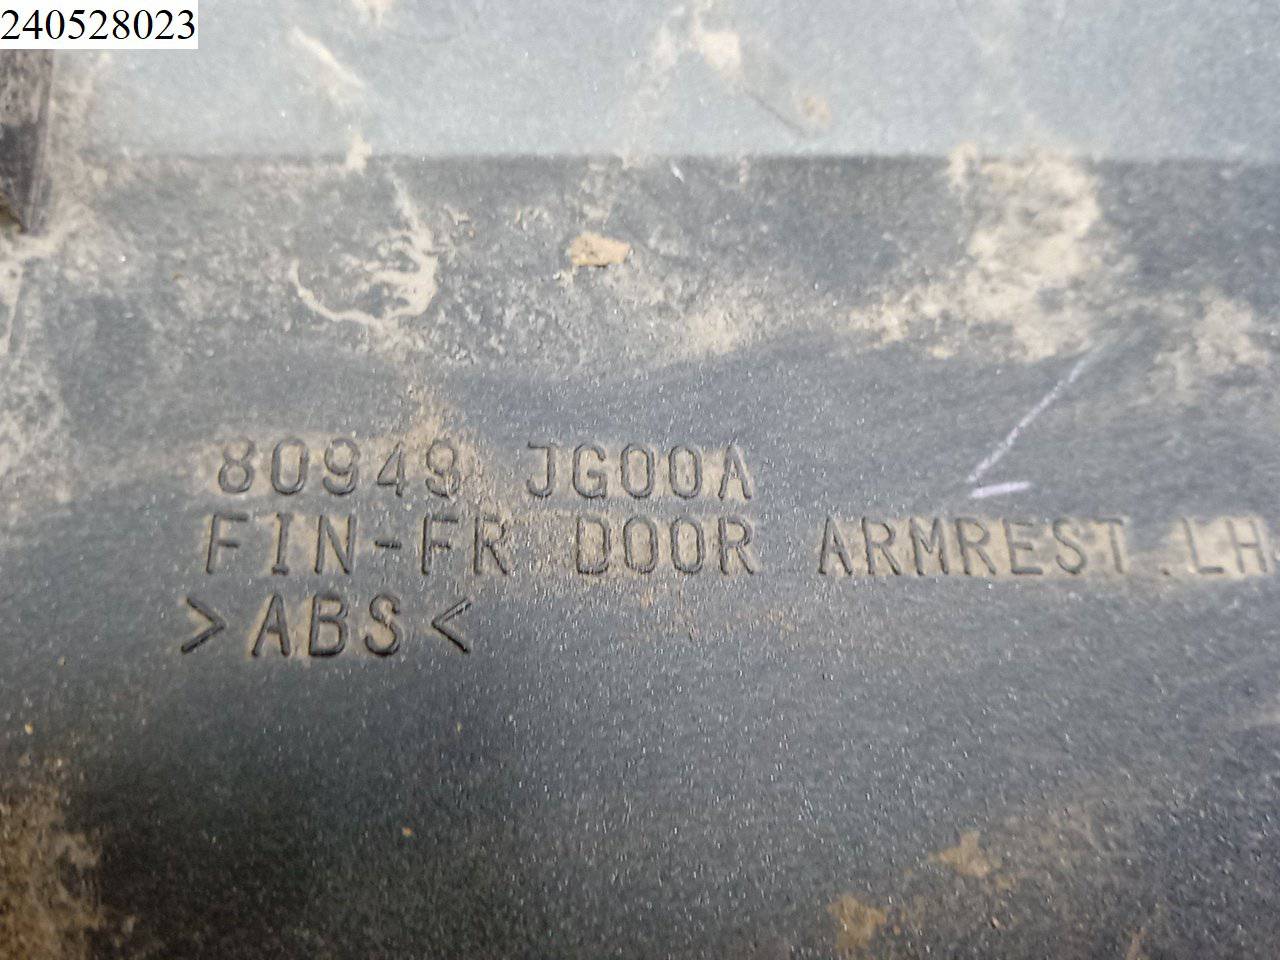 240528023
80949 JG00A
FIN-FR DOOR ARMREST.LH
>ABS<